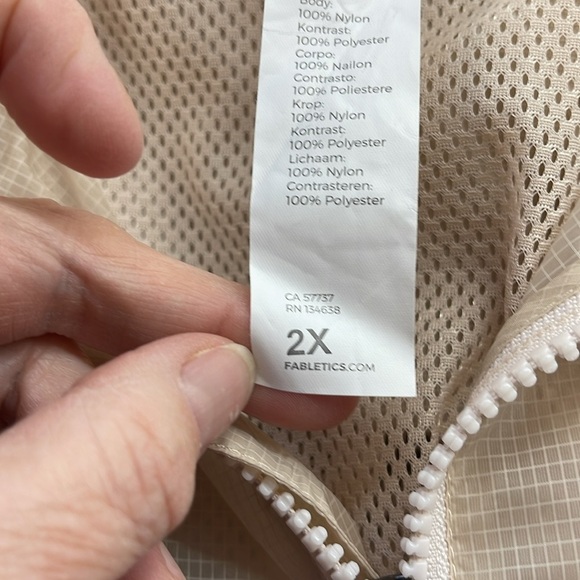 Body:
100% Nylon
Kontrast:
100% Polyester
Corpo:
100% Nailon
Contrasto:
100% Poliestere
Krop:
100% Nylon
Kontrast:
100% Polyester
Lichaam:
100% Nylon
Contrasteren:
100% Polyester
CA 57737
RN 134638
2X
FABLETICS.COM